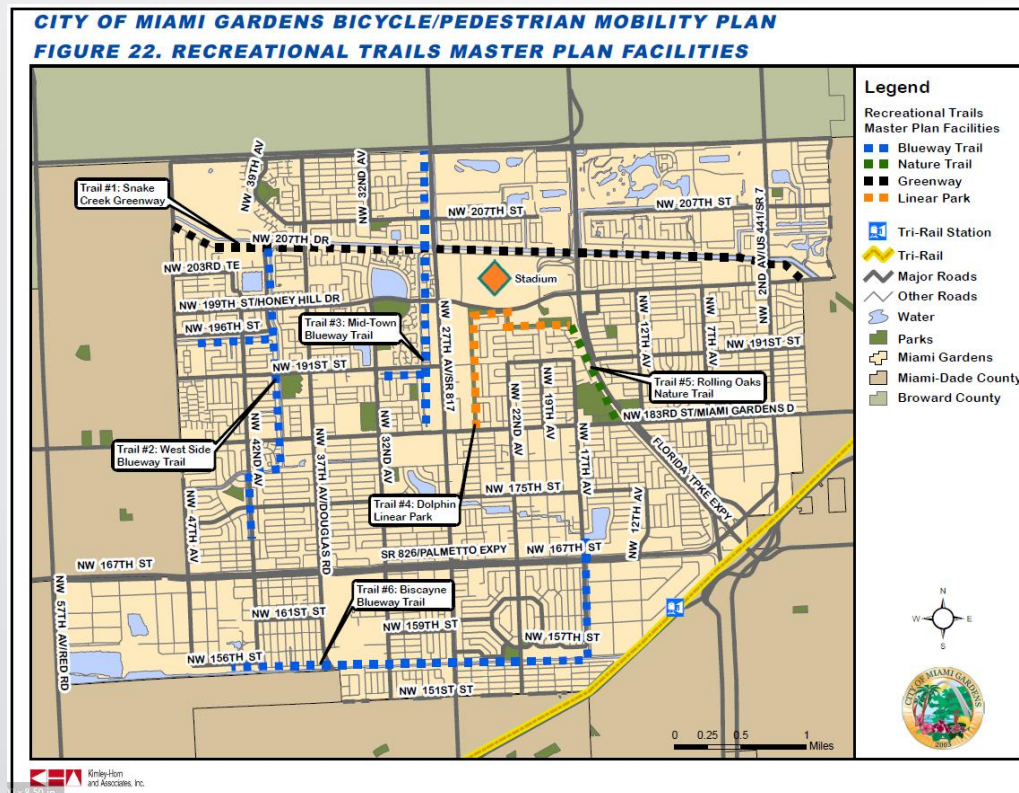 CITY OF MIAMI GARDENS BICYCLE/PEDESTRIAN MOBILITY PLAN
FIGURE 22. RECREATIONAL TRAILS MASTER PLAN FACILITIES
Legend
Recreational Trails
Master Plan Facilities
Blueway Trail
Nature Trail
Greenway
Linear Park
Tri-Rail Station
Tri-Rail
Major Roads
Other Roads
Water
Parks
Miami Gardens
Miami-Dade County
Broward County
NW 39TH AV
NW 32ND AV
Trail #1: Snake
Creek Greenway
NW 207TH ST
NW 207TH ST
NW 2ND AV/US 441/SR 7
NW 207TH DR
NW 203RD TE
Stadium
NW 199TH ST/HONEY HILL DR
NW 196TH ST
Trail #3: Mid-Town
Blueway Trail
NW 27TH AV/SR 817
NW 12TH AV
NW 7TH AV
NW 191ST ST
NW 191ST ST
Trail #5: Rolling Oaks
Nature Trail
NW 22ND AV
NW 19TH AV
NW 183RD ST/MIAMI GARDENS D
Trail #2: West Side
Blueway Trail
NW 42ND AV
NW 37TH AV/DOUGLAS RD
NW 32ND AV
NW 17TH AV
FLORIDA TPKE EXPY
NW 175TH ST
Trail #4: Dolphin
Linear Park
NW 12TH AV
NW 47TH AV
SR 826/PALMETTO EXPY
NW 167TH ST
NW 167TH ST
NW 57TH AV/RED RD
Trail #6: Biscayne
Blueway Trail
NW 161ST ST
NW 159TH ST
NW 157TH ST
NW 156TH ST
NW 151ST ST
N
W
E
S
CITY OF MIAMI GARDENS
2003
0 0.25 0.5 1
Miles
Kimley-Horn
and Associates, Inc.